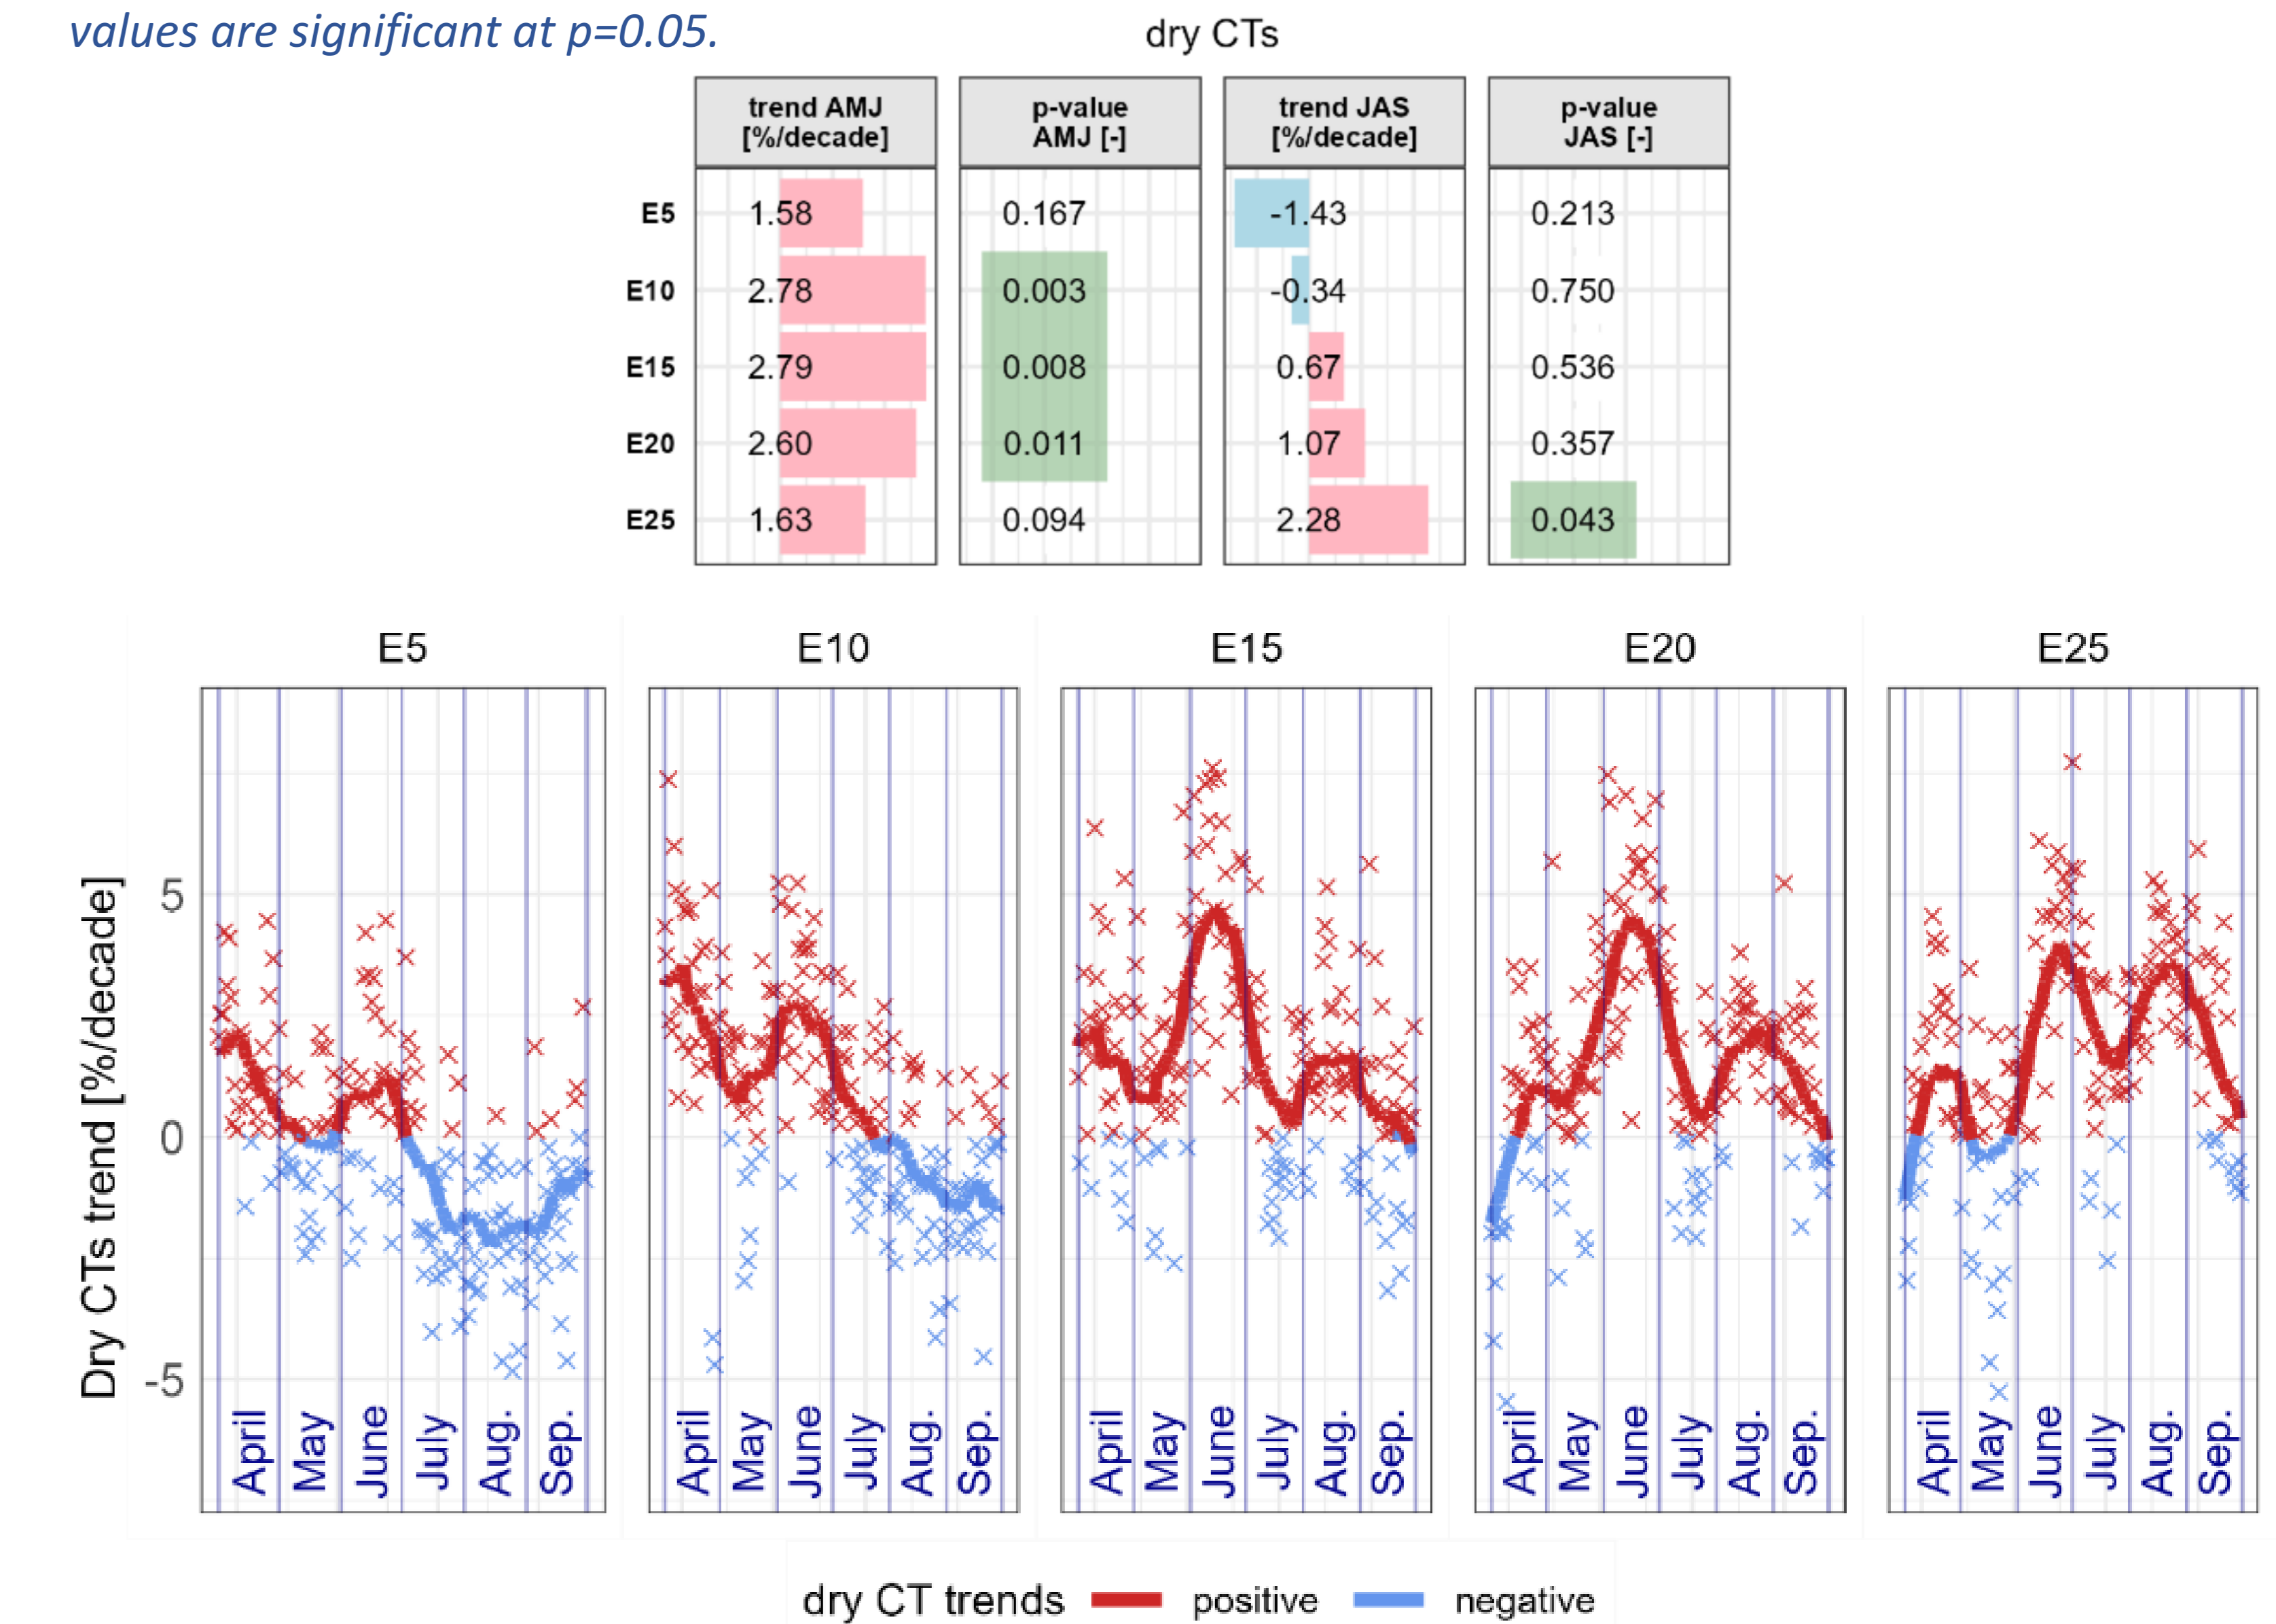 values are significant at p=0.05.
dry CTs
trend AMJ
[%/decade]
p-value
AMJ [-]
trend JAS
[%/decade]
p-value
JAS [-]
E5 1.58 0.167 -1.43 0.213
E10 2.78 0.003 -0.34 0.750
E15 2.79 0.008 0.67 0.536
E20 2.60 0.011 1.07 0.357
E25 1.63 0.094 2.28 0.043
E5 E10 E15 E20 E25
Dry CTs trend [%/decade]
5
0
-5
April May June July Aug. Sep.
April May June July Aug. Sep.
April May June July Aug. Sep.
April May June July Aug. Sep.
April May June July Aug. Sep.
dry CT trends positive negative